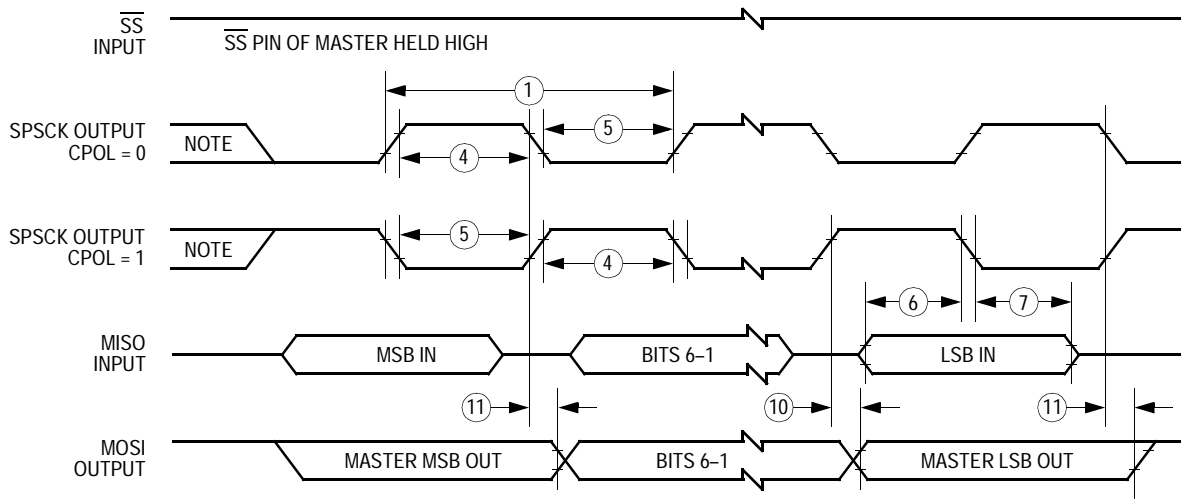 SS
INPUT
SS PIN OF MASTER HELD HIGH
1
SPSCK OUTPUT
CPOL = 0
NOTE
5
4
SPSCK OUTPUT
CPOL = 1
NOTE
5
4
6
7
MISO
INPUT
MSB IN
BITS 6–1
LSB IN
11
10
11
MOSI
OUTPUT
MASTER MSB OUT
BITS 6–1
MASTER LSB OUT